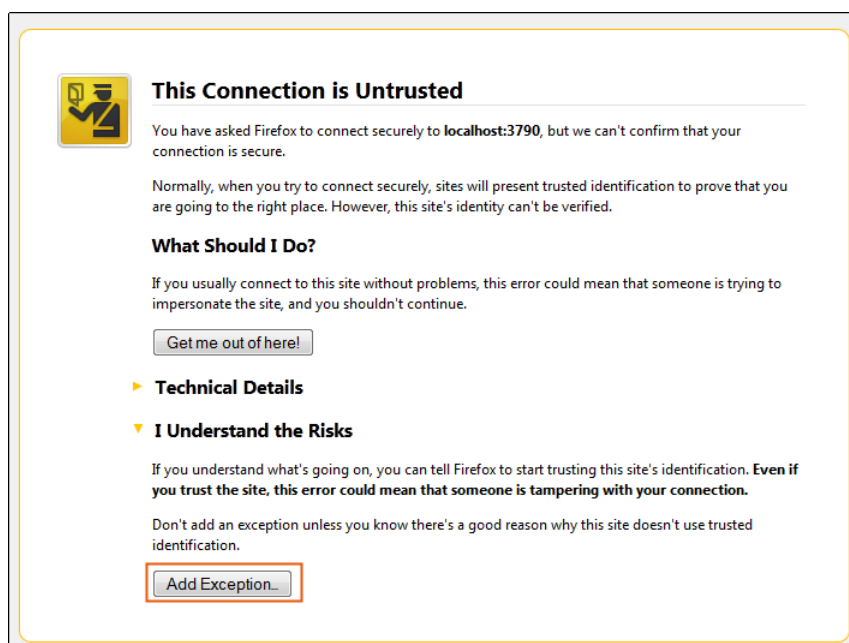 This Connection is Untrusted
You have asked Firefox to connect securely to localhost:3790, but we can't confirm that your
connection is secure.
Normally, when you try to connect securely, sites will present trusted identification to prove that you
are going to the right place. However, this site's identity can't be verified.
What Should I Do?
If you usually connect to this site without problems, this error could mean that someone is trying to
impersonate the site, and you shouldn't continue.
Get me out of here!
Technical Details
I Understand the Risks
If you understand what's going on, you can tell Firefox to start trusting this site's identification. Even if
you trust the site, this error could mean that someone is tampering with your connection.
Don't add an exception unless you know there's a good reason why this site doesn't use trusted
identification.
Add Exception...